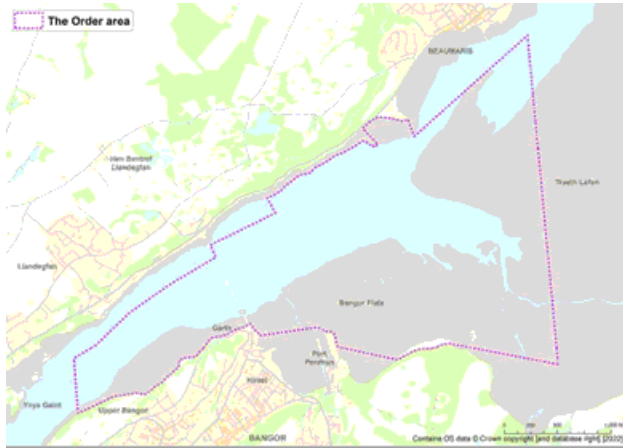 The Order area
BEAUMARIS
Hen Bentref
Llandegfan
Traeth Lafan
Llandegfan
Bangor Flats
Garth
Port
Penrhyn
Hirael
Ynys Gaint
Upper Bangor
BANGOR
Contains OS data © Crown copyright [and database right] [2022]